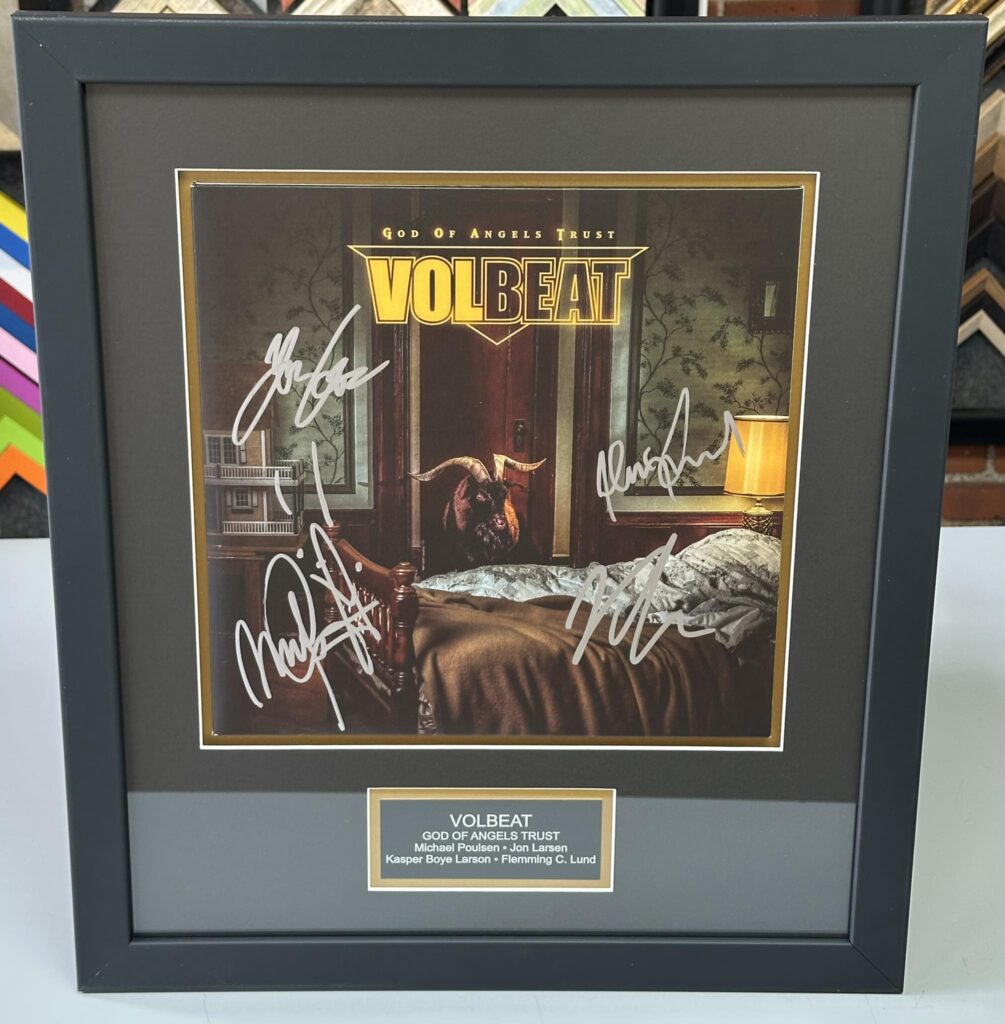 GOD OF ANGELS TRUST
VOLBEAT
VOLBEAT
GOD OF ANGELS TRUST
Michael Poulsen • Jon Larsen
Kasper Boye Larson • Flemming C. Lund